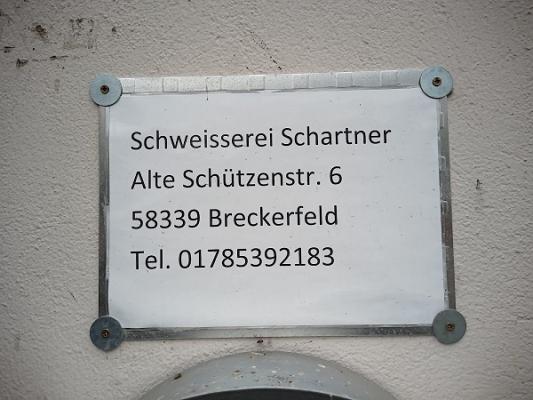 Schweisserei Schartner
Alte Schützenstr. 6
58339 Breckerfeld
Tel. 01785392183